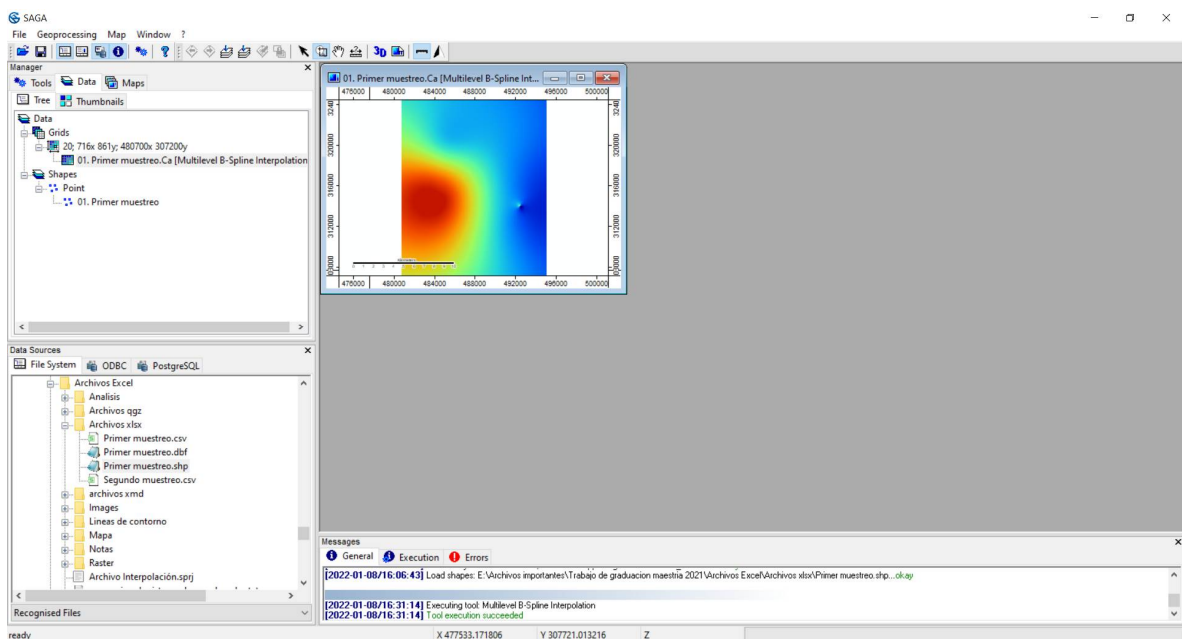 SAGA
File Geoprocessing Map Window ?
3D
Manager
Tools Data Maps
Tree Thumbnails
Data
Grids
20; 716x 861y; 480700x 307200y
01. Primer muestreo.Ca [Multilevel B-Spline Interpolation
Shapes
Point
01. Primer muestreo
01. Primer muestreo.Ca [Multilevel B-Spline Int...
476000 480000 484000 488000 492000 496000 500000
320000
316000
312000
320000
316000
312000
476000 480000 484000 488000 492000 496000 500000
Data Sources
File System ODBC PostgreSQL
Archivos Excel
Analisis
Archivos qgz
Archivos xlsx
Primer muestreo.csv
Primer muestreo.dbf
Primer muestreo.shp
Segundo muestreo.csv
archivos xmd
Images
Lineas de contorno
Mapa
Notas
Raster
Archivo Interpolación.sprj
Recognised Files
Messages
General Execution Errors
[2022-01-08/16:06:43] Load shapes: E:\Archivos importantes\Trabajo de graduacion maestria 2021\Archivos Excel\Archivos xlsx\Primer muestreo.shp...okay
[2022-01-08/16:31:14] Executing tool: Multilevel B-Spline Interpolation
[2022-01-08/16:31:14] Tool execution succeeded
ready X 477533.171806 Y 307721.013216 Z